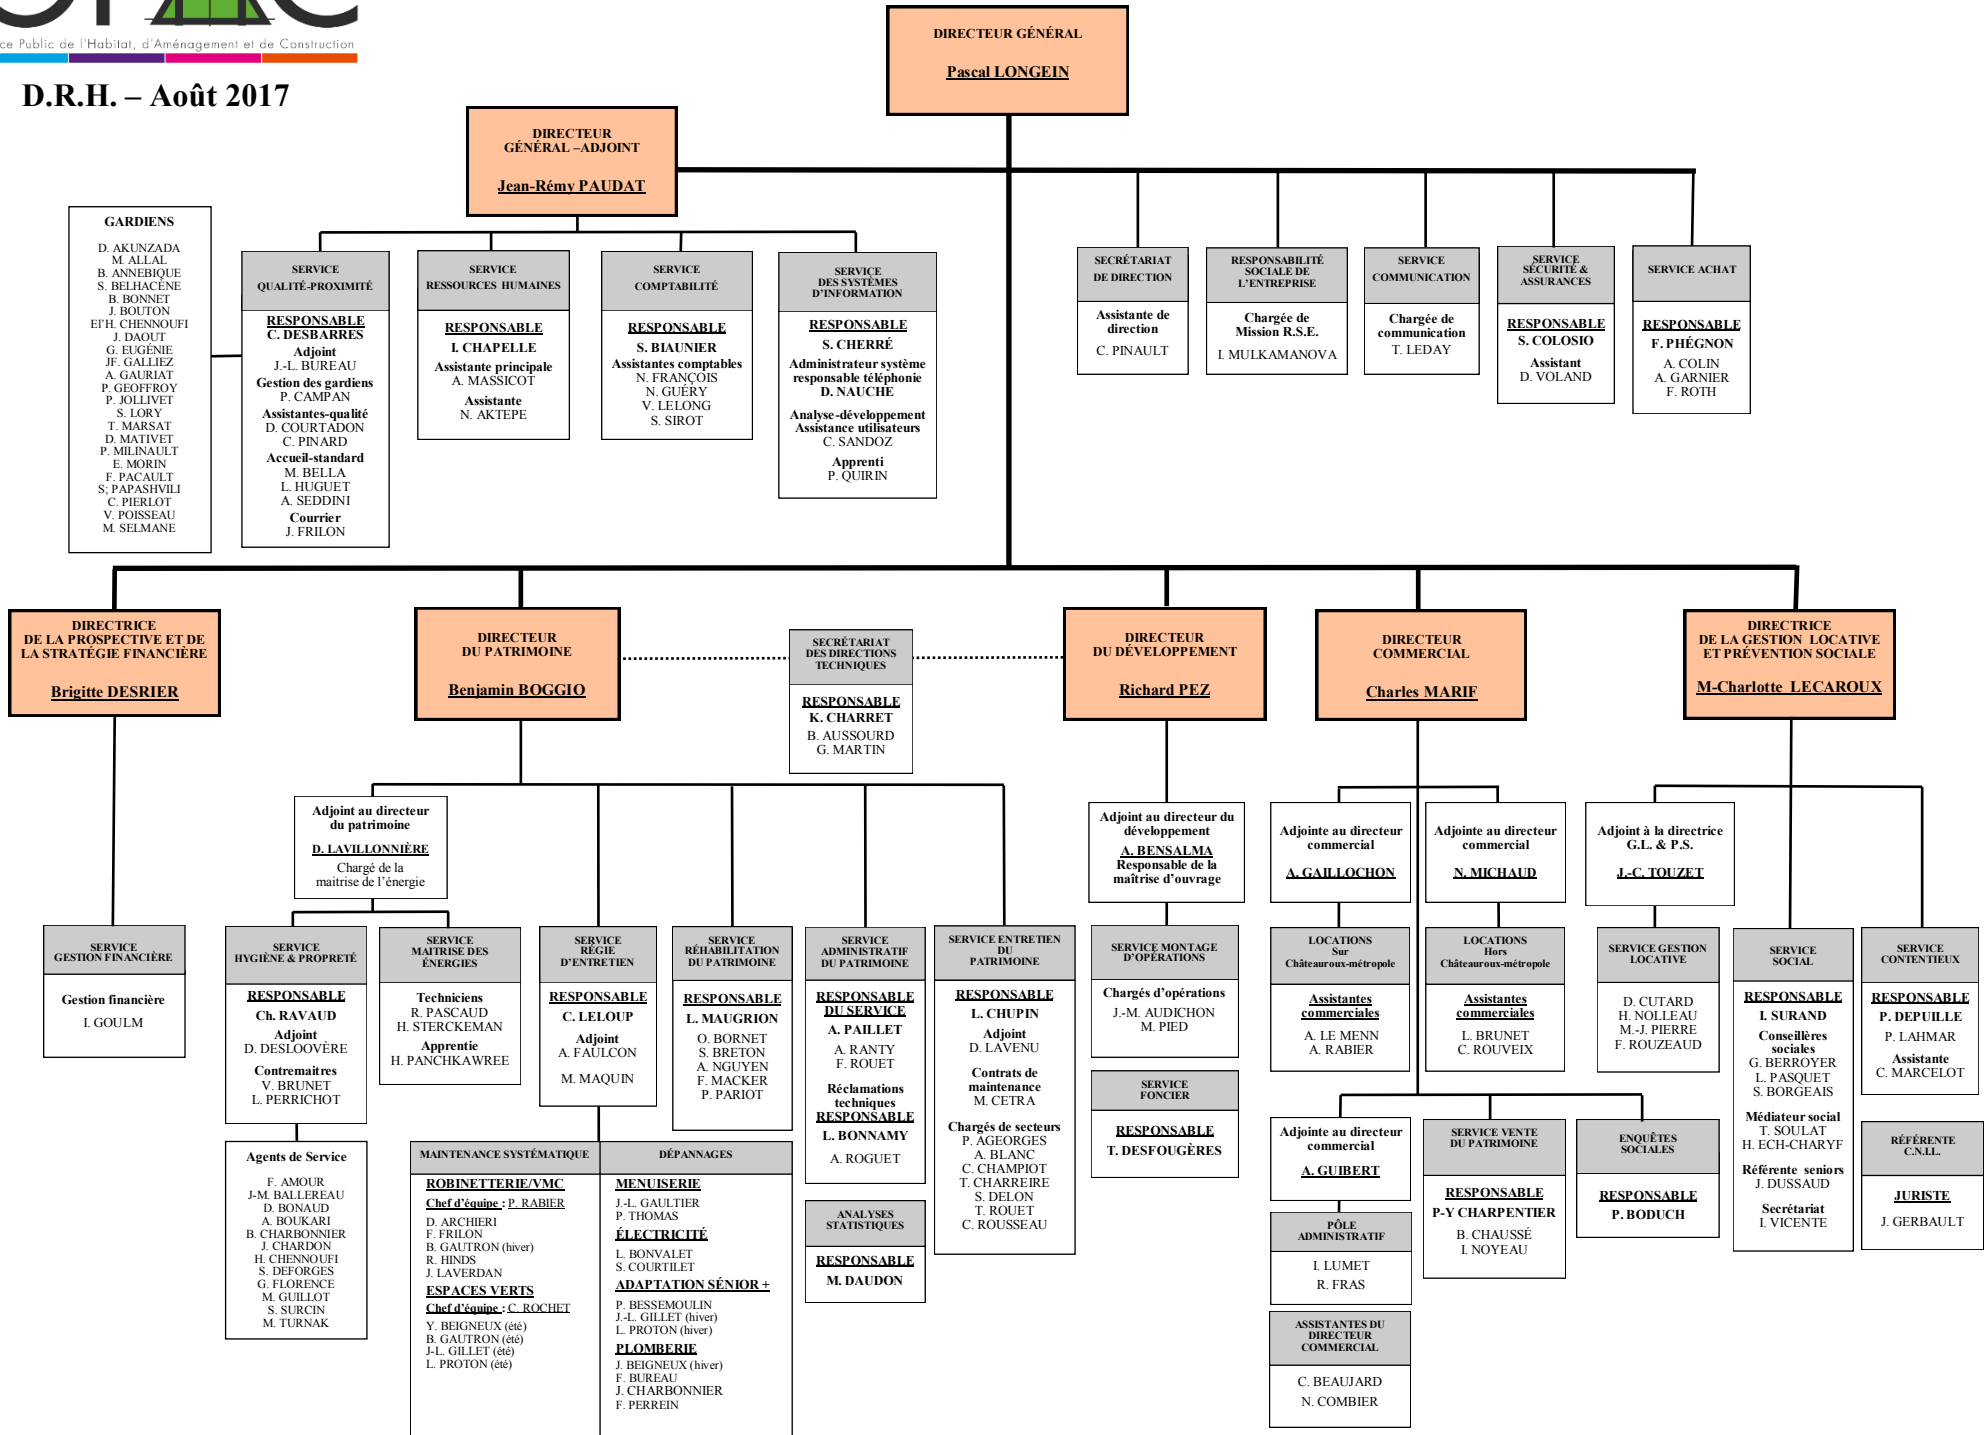 ce Public de l'Habitat, d'Aménagement et de Construction
D.R.H. – Août 2017
DIRECTEUR GÉNÉRAL
Pascal LONGEIN
DIRECTEUR
GÉNÉRAL –ADJOINT
Jean-Rémy PAUDAT
GARDIENS
D. AKUNZADA
M. ALLAL
B. ANNEBIQUE
S. BELHACÈNE
B. BONNET
J. BOUTON
El'H. CHENNOUFI
J. DAOUT
G. EUGÉNIE
JF. GALLIEZ
A. GAURIAT
P. GEOFFROY
P. JOLLIVET
S. LORY
T. MARSAT
D. MATIVET
P. MILINAULT
E. MORIN
F. PACAULT
S; PAPASHVILI
C. PIERLOT
V. POISSEAU
M. SELMANE
SERVICE
QUALITÉ-PROXIMITÉ
RESPONSABLE
C. DESBARRES
Adjoint
J.-L. BUREAU
Gestion des gardiens
P. CAMPAN
Assistantes-qualité
D. COURTADON
C. PINARD
Accueil-standard
M. BELLA
L. HUGUET
A. SEDDINI
Courrier
J. FRILON
SERVICE
RESSOURCES HUMAINES
RESPONSABLE
I. CHAPELLE
Assistante principale
A. MASSICOT
Assistante
N. AKTEPE
SERVICE
COMPTABILITÉ
RESPONSABLE
S. BIAUNIER
Assistantes comptables
N. FRANÇOIS
N. GUÉRY
V. LELONG
S. SIROT
SERVICE
DES SYSTÈMES
D'INFORMATION
RESPONSABLE
S. CHERRÉ
Administrateur système
responsable téléphonie
D. NAUCHE
Analyse-développement
Assistance utilisateurs
C. SANDOZ
Apprenti
P. QUIRIN
SECRÉTARIAT
DE DIRECTION
Assistante de
direction
C. PINAULT
RESPONSABILITÉ
SOCIALE DE
L'ENTREPRISE
Chargée de
Mission R.S.E.
I. MULKAMANOVA
SERVICE
COMMUNICATION
Chargée de
communication
T. LEDAY
SERVICE
SÉCURITÉ &
ASSURANCES
RESPONSABLE
S. COLOSIO
Assistant
D. VOLAND
SERVICE ACHAT
RESPONSABLE
F. PHÉGNON
A. COLIN
A. GARNIER
F. ROTH
DIRECTRICE
DE LA PROSPECTIVE ET DE
LA STRATÉGIE FINANCIÈRE
Brigitte DESRIER
DIRECTEUR
DU PATRIMOINE
Benjamin BOGGIO
SECRÉTARIAT
DES DIRECTIONS
TECHNIQUES
RESPONSABLE
K. CHARRET
B. AUSSOURD
G. MARTIN
DIRECTEUR
DU DÉVELOPPEMENT
Richard PEZ
DIRECTEUR
COMMERCIAL
Charles MARIF
DIRECTRICE
DE LA GESTION LOCATIVE
ET PRÉVENTION SOCIALE
M-Charlotte LECAROUX
Adjoint au directeur
du patrimoine
D. LAVILLONNIÈRE
Chargé de la
maitrise de l'énergie
Adjoint au directeur du
développement
A. BENSALMA
Responsable de la
maîtrise d'ouvrage
Adjointe au directeur
commercial
A. GAILLOCHON
Adjointe au directeur
commercial
N. MICHAUD
Adjoint à la directrice
G.L. & P.S.
J.-C. TOUZET
SERVICE
GESTION FINANCIÈRE
Gestion financière
I. GOULM
SERVICE
HYGIÈNE & PROPRETÉ
RESPONSABLE
Ch. RAVAUD
Adjoint
D. DESLOOVÈRE
Contremaitres
V. BRUNET
L. PERRICHOT
Agents de Service
F. AMOUR
J-M. BALLEREAU
D. BONAUD
A. BOUKARI
B. CHARBONNIER
J. CHARDON
H. CHENNOUFI
S. DEFORGES
G. FLORENCE
M. GUILLOT
S. SURCIN
M. TURNAK
SERVICE
MAITRISE DES
ÉNERGIES
Techniciens
R. PASCAUD
H. STERCKEMAN
Apprentie
H. PANCHKAWREE
SERVICE
RÉGIE
D'ENTRETIEN
RESPONSABLE
C. LELOUP
Adjoint
A. FAULCON
M. MAQUIN
MAINTENANCE SYSTÉMATIQUE
ROBINETTERIE/VMC
Chef d'équipe : P. RABIER
D. ARCHIERI
F. FRILON
B. GAUTRON (hiver)
R. HINDS
J. LAVERDAN
ESPACES VERTS
Chef d'équipe : C. ROCHET
Y. BEIGNEUX (été)
B. GAUTRON (été)
J-L. GILLET (été)
L. PROTON (été)
DÉPANNAGES
MENUISERIE
J.-L. GAULTIER
P. THOMAS
ÉLECTRICITÉ
L. BONVALET
S. COURTILET
ADAPTATION SÉNIOR +
P. BESSEMOULIN
J.-L. GILLET (hiver)
L. PROTON (hiver)
PLOMBERIE
J. BEIGNEUX (hiver)
F. BUREAU
J. CHARBONNIER
F. PERREIN
SERVICE
RÉHABILITATION
DU PATRIMOINE
RESPONSABLE
L. MAUGRION
O. BORNET
S. BRETON
A. NGUYEN
F. MACKER
P. PARIOT
SERVICE
ADMINISTRATIF
DU PATRIMOINE
RESPONSABLE
DU SERVICE
A. PAILLET
A. RANTY
F. ROUET
Réclamations
techniques
RESPONSABLE
L. BONNAMY
A. ROGUET
ANALYSES
STATISTIQUES
RESPONSABLE
M. DAUDON
SERVICE ENTRETIEN
DU
PATRIMOINE
RESPONSABLE
L. CHUPIN
Adjoint
D. LAVENU
Contrats de
maintenance
M. CETRA
Chargés de secteurs
P. AGEORGES
A. BLANC
C. CHAMPIOT
T. CHARREIRE
S. DELON
T. ROUET
C. ROUSSEAU
SERVICE MONTAGE
D'OPÉRATIONS
Chargés d'opérations
J.-M. AUDICHON
M. PIED
SERVICE
FONCIER
RESPONSABLE
T. DESFOUGÈRES
LOCATIONS
Sur
Châteauroux-métropole
Assistantes
commerciales
A. LE MENN
A. RABIER
LOCATIONS
Hors
Châteauroux-métropole
Assistantes
commerciales
L. BRUNET
C. ROUVEIX
Adjointe au directeur
commercial
A. GUIBERT
PÔLE
ADMINISTRATIF
I. LUMET
R. FRAS
ASSISTANTES DU
DIRECTEUR
COMMERCIAL
C. BEAUJARD
N. COMBIER
SERVICE VENTE
DU PATRIMOINE
RESPONSABLE
P-Y CHARPENTIER
B. CHAUSSÉ
I. NOYEAU
ENQUÊTES
SOCIALES
RESPONSABLE
P. BODUCH
SERVICE GESTION
LOCATIVE
D. CUTARD
H. NOLLEAU
M.-J. PIERRE
F. ROUZEAUD
SERVICE
SOCIAL
RESPONSABLE
I. SURAND
Conseillères
sociales
G. BERROYER
L. PASQUET
S. BORGEAIS
Médiateur social
T. SOULAT
H. ECH-CHARYF
Référente seniors
J. DUSSAUD
Secrétariat
I. VICENTE
SERVICE
CONTENTIEUX
RESPONSABLE
P. DEPUILLE
P. LAHMAR
Assistante
C. MARCELOT
RÉFÉRENTE
C.N.I.L.
JURISTE
J. GERBAULT